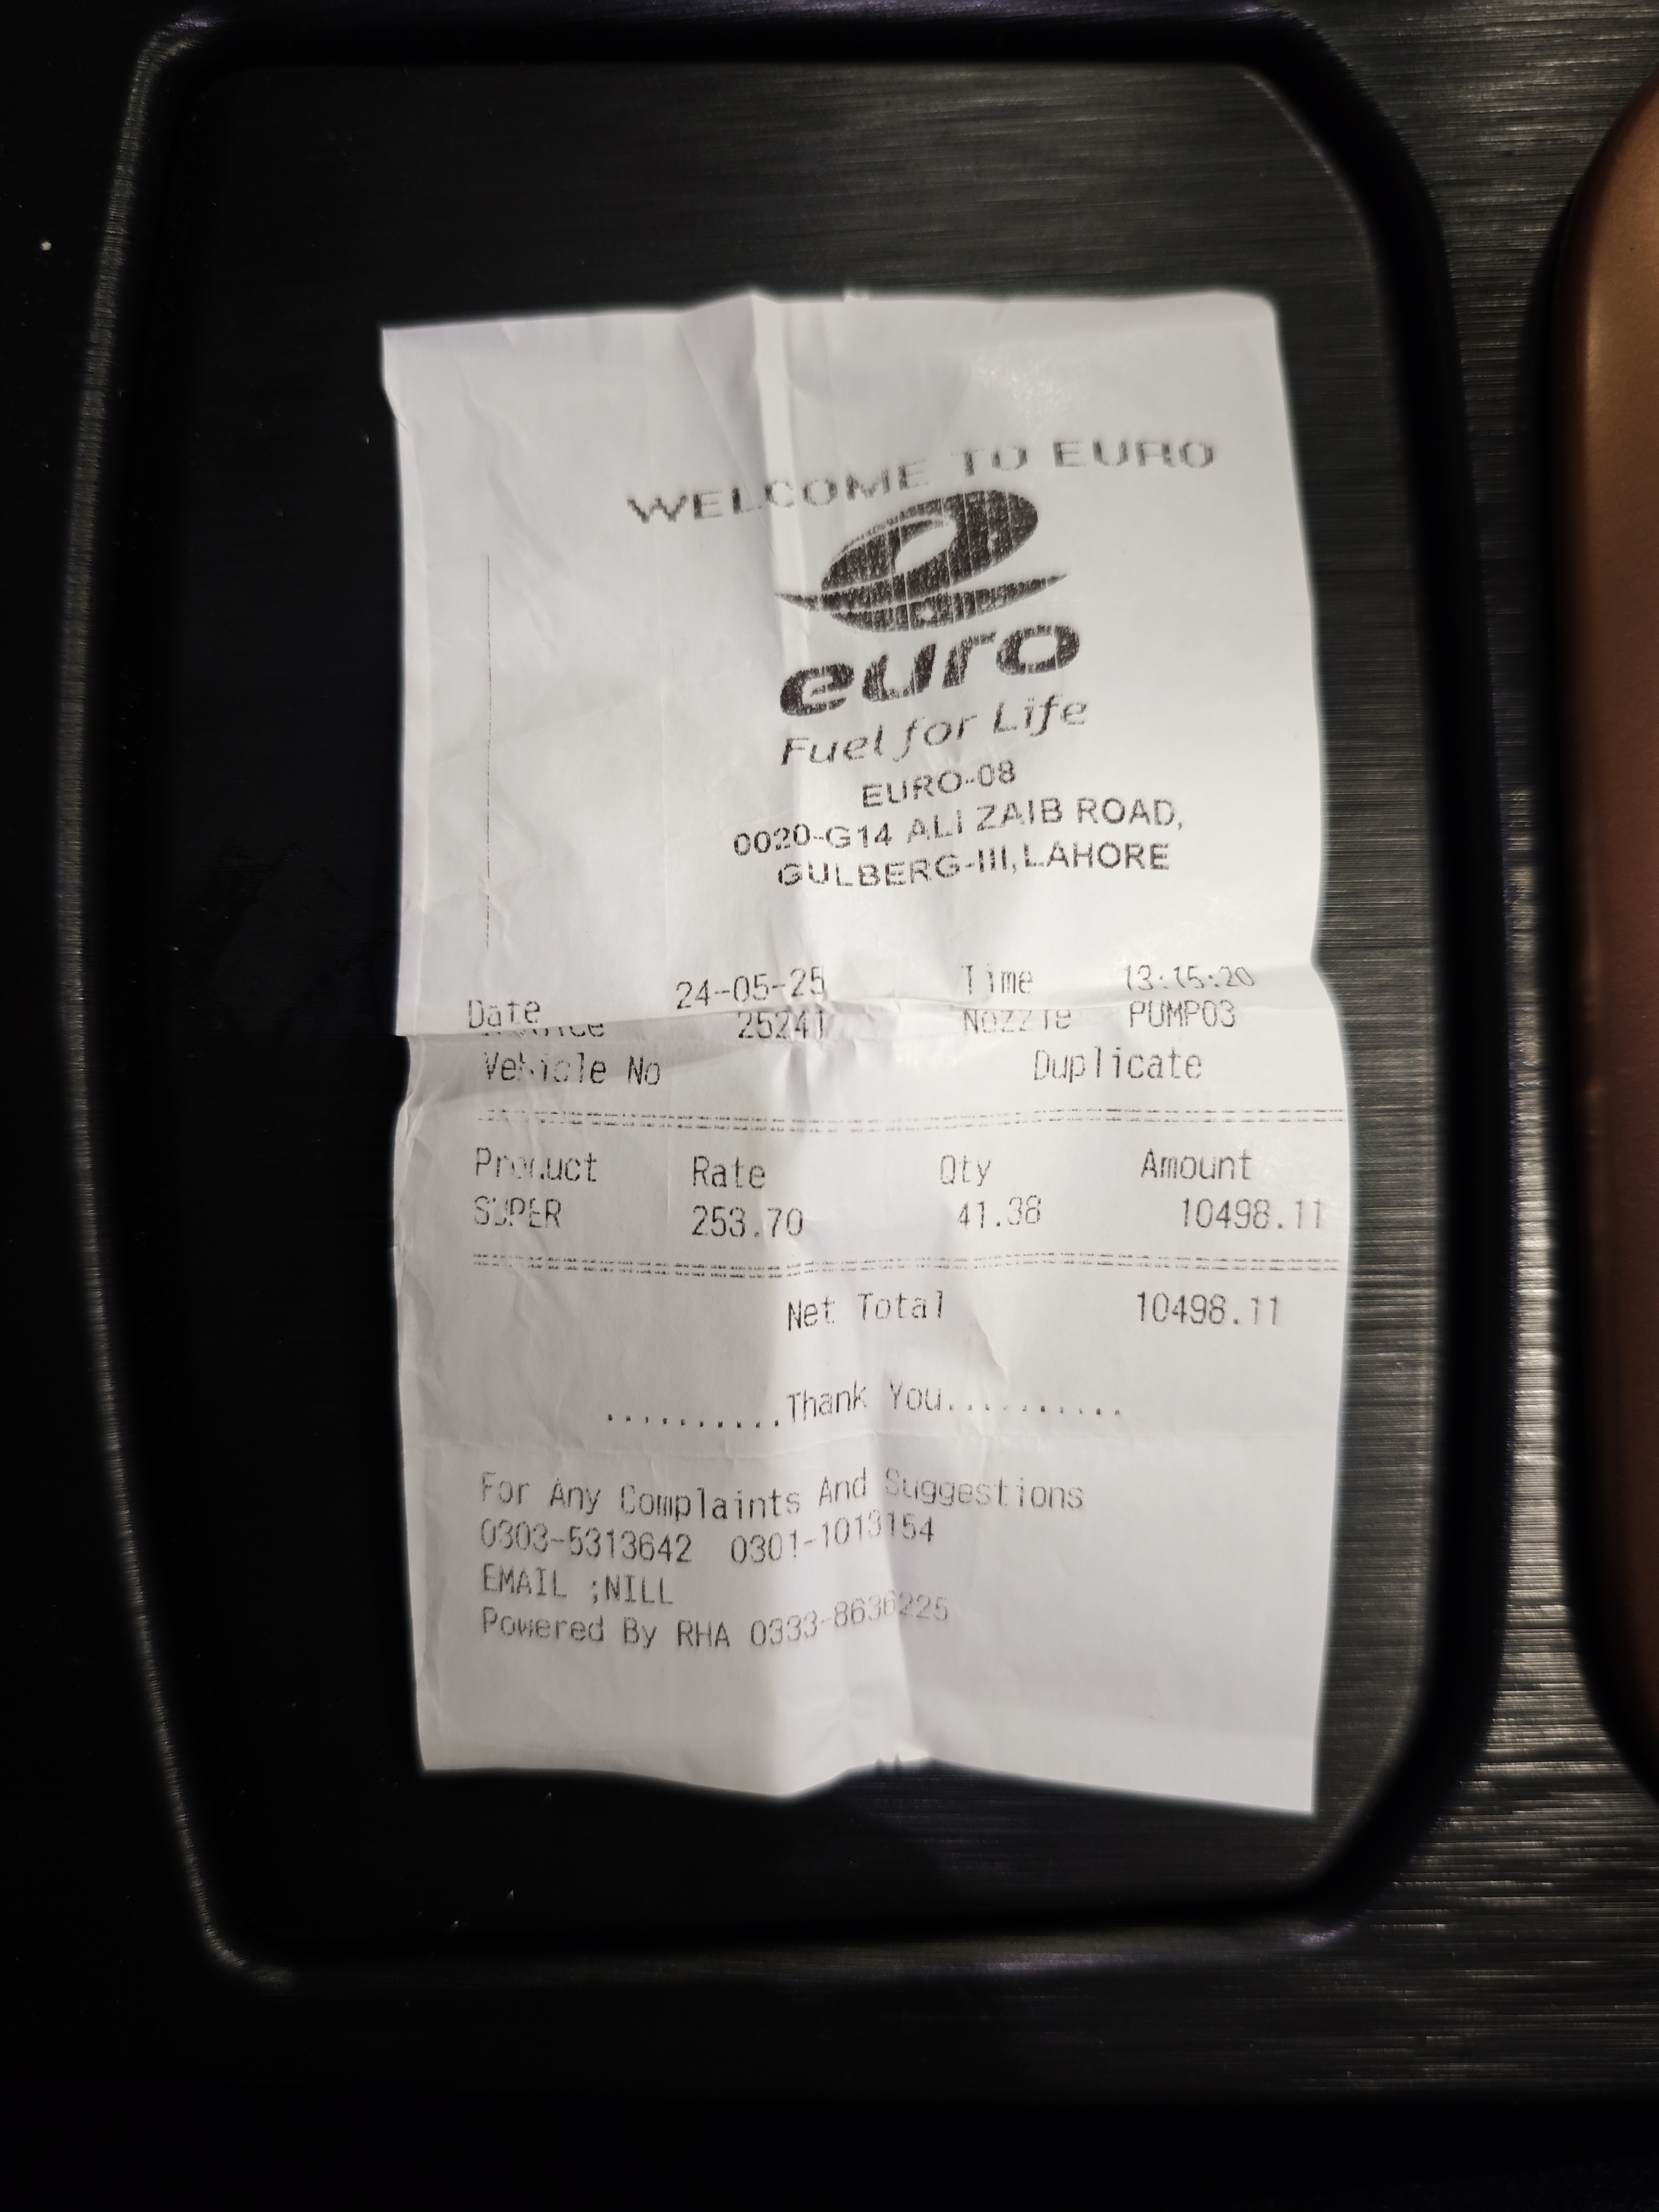 WELCOME TO EURO
euro
Fuel for Life
EURO-08
0020-G14 ALI ZAIB ROAD,
GULBERG-III, LAHORE
Date 24-05-25 Time 13:15:20
25241 Nozzle PUMP03
Vehicle No Duplicate
Product Rate Qty Amount
SUPER 253.70 41.38 10498.11
Net Total 10498.11
..........Thank You..........
For Any Complaints And Suggestions
0303-5313642 0301-1013154
EMAIL ;NILL
Powered By RHA 0333-8636225